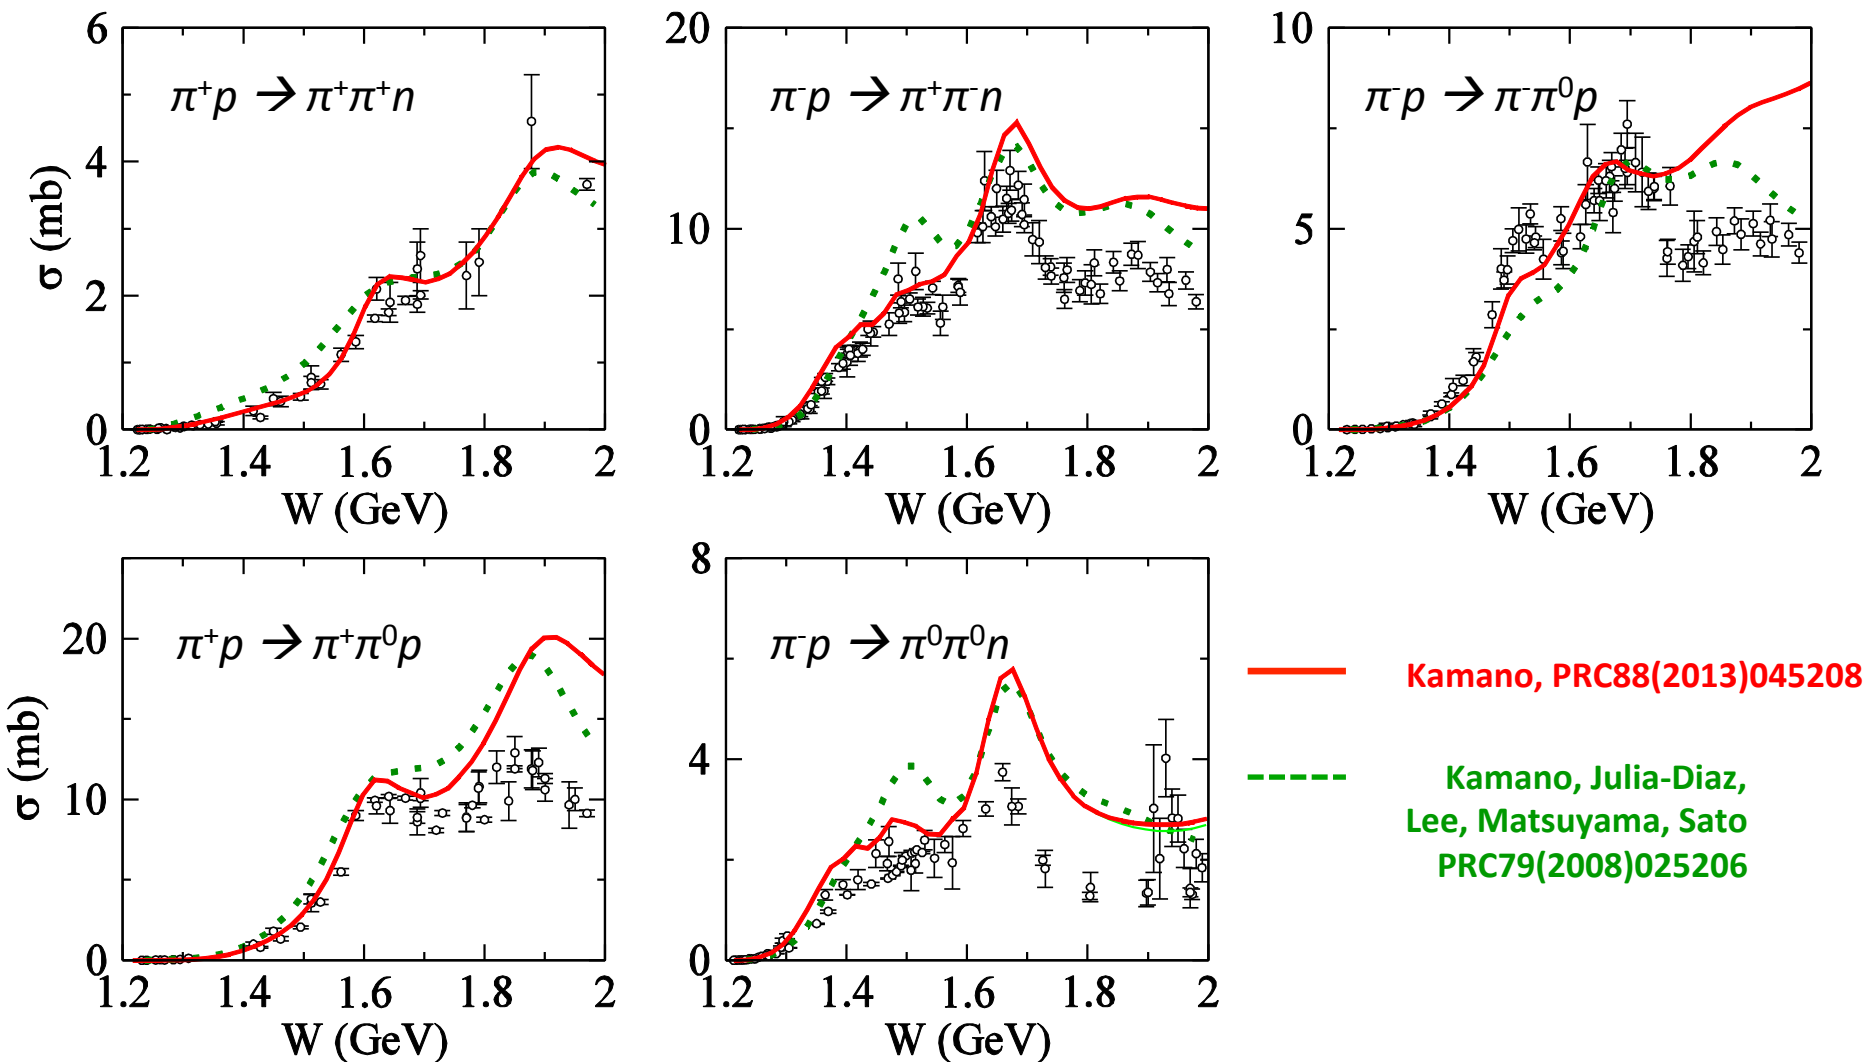 6
4
2
0
σ (mb)
π⁺p → π⁺π⁺n
1.2 1.4 1.6 1.8 2
W (GeV)
20
10
0
π⁻p → π⁺π⁻n
1.2 1.4 1.6 1.8 2
W (GeV)
10
5
0
π⁻p → π⁻π⁰p
1.2 1.4 1.6 1.8 2
W (GeV)
20
10
0
σ (mb)
π⁺p → π⁺π⁰p
1.2 1.4 1.6 1.8 2
W (GeV)
8
4
0
π⁻p → π⁰π⁰n
1.2 1.4 1.6 1.8 2
W (GeV)
Kamano, PRC88(2013)045208
Kamano, Julia-Diaz,
Lee, Matsuyama, Sato
PRC79(2008)025206